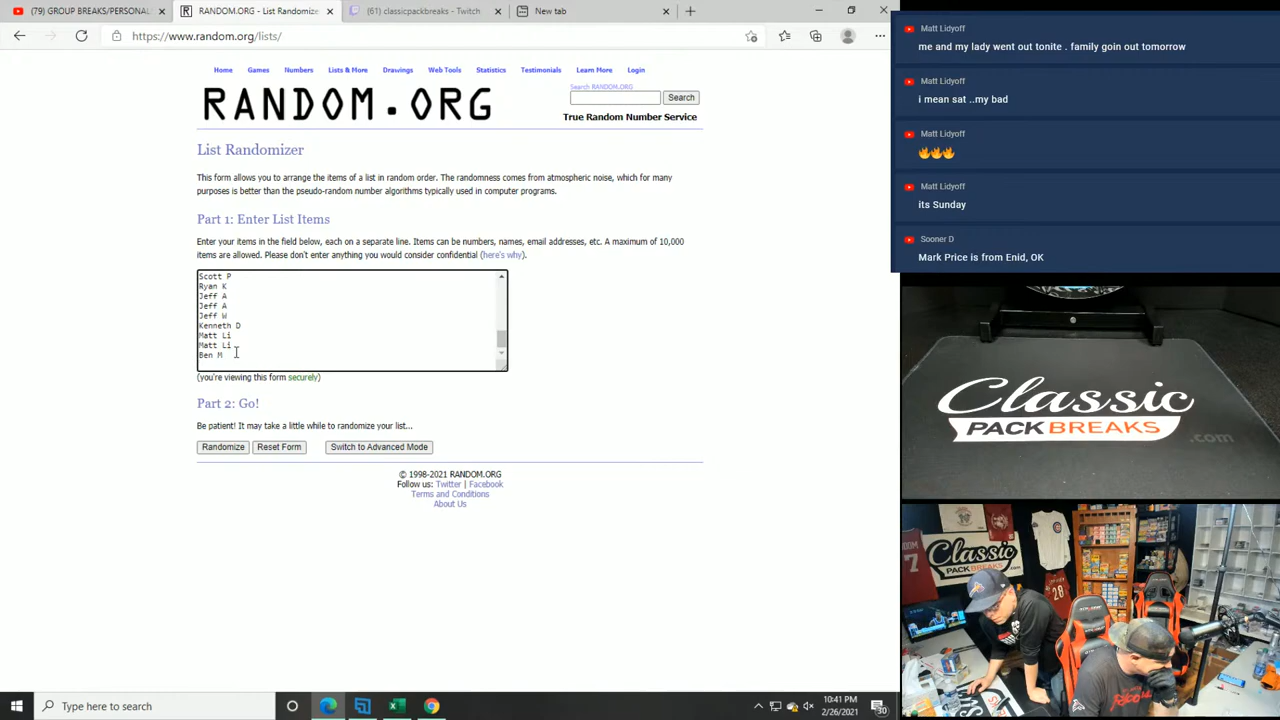 (79) GROUP BREAKS/PERSONAL
RANDOM.ORG - List Randomizer
(61) classicpackbreaks - Twitch
New tab
https://www.random.org/lists/
Home Games Numbers Lists & More Drawings Web Tools Statistics Testimonials Learn More Login
RANDOM.ORG
Search RANDOM.ORG
Search
True Random Number Service
List Randomizer
This form allows you to arrange the items of a list in random order. The randomness comes from atmospheric noise, which for many
purposes is better than the pseudo-random number algorithms typically used in computer programs.
Part 1: Enter List Items
Enter your items in the field below, each on a separate line. Items can be numbers, names, email addresses, etc. A maximum of 10,000
items are allowed. Please don't enter anything you would consider confidential (here's why).
Scott P
Ryan K
Jeff A
Jeff A
Jeff W
Kenneth D
Matt Li
Matt Li
Ben M
(you're viewing this form securely)
Part 2: Go!
Be patient! It may take a little while to randomize your list...
Randomize Reset Form Switch to Advanced Mode
© 1998-2021 RANDOM.ORG
Follow us: Twitter | Facebook
Terms and Conditions
About Us
Type here to search
10:41 PM
2/26/2021
30
Matt Lidyoff
me and my lady went out tonite . family goin out tomorrow
Matt Lidyoff
i mean sat ..my bad
Matt Lidyoff
🔥🔥🔥
Matt Lidyoff
its Sunday
Sooner D
Mark Price is from Enid, OK
Classic
PACKBREAKS
.com
Classic
PACKBREAKS
28
7